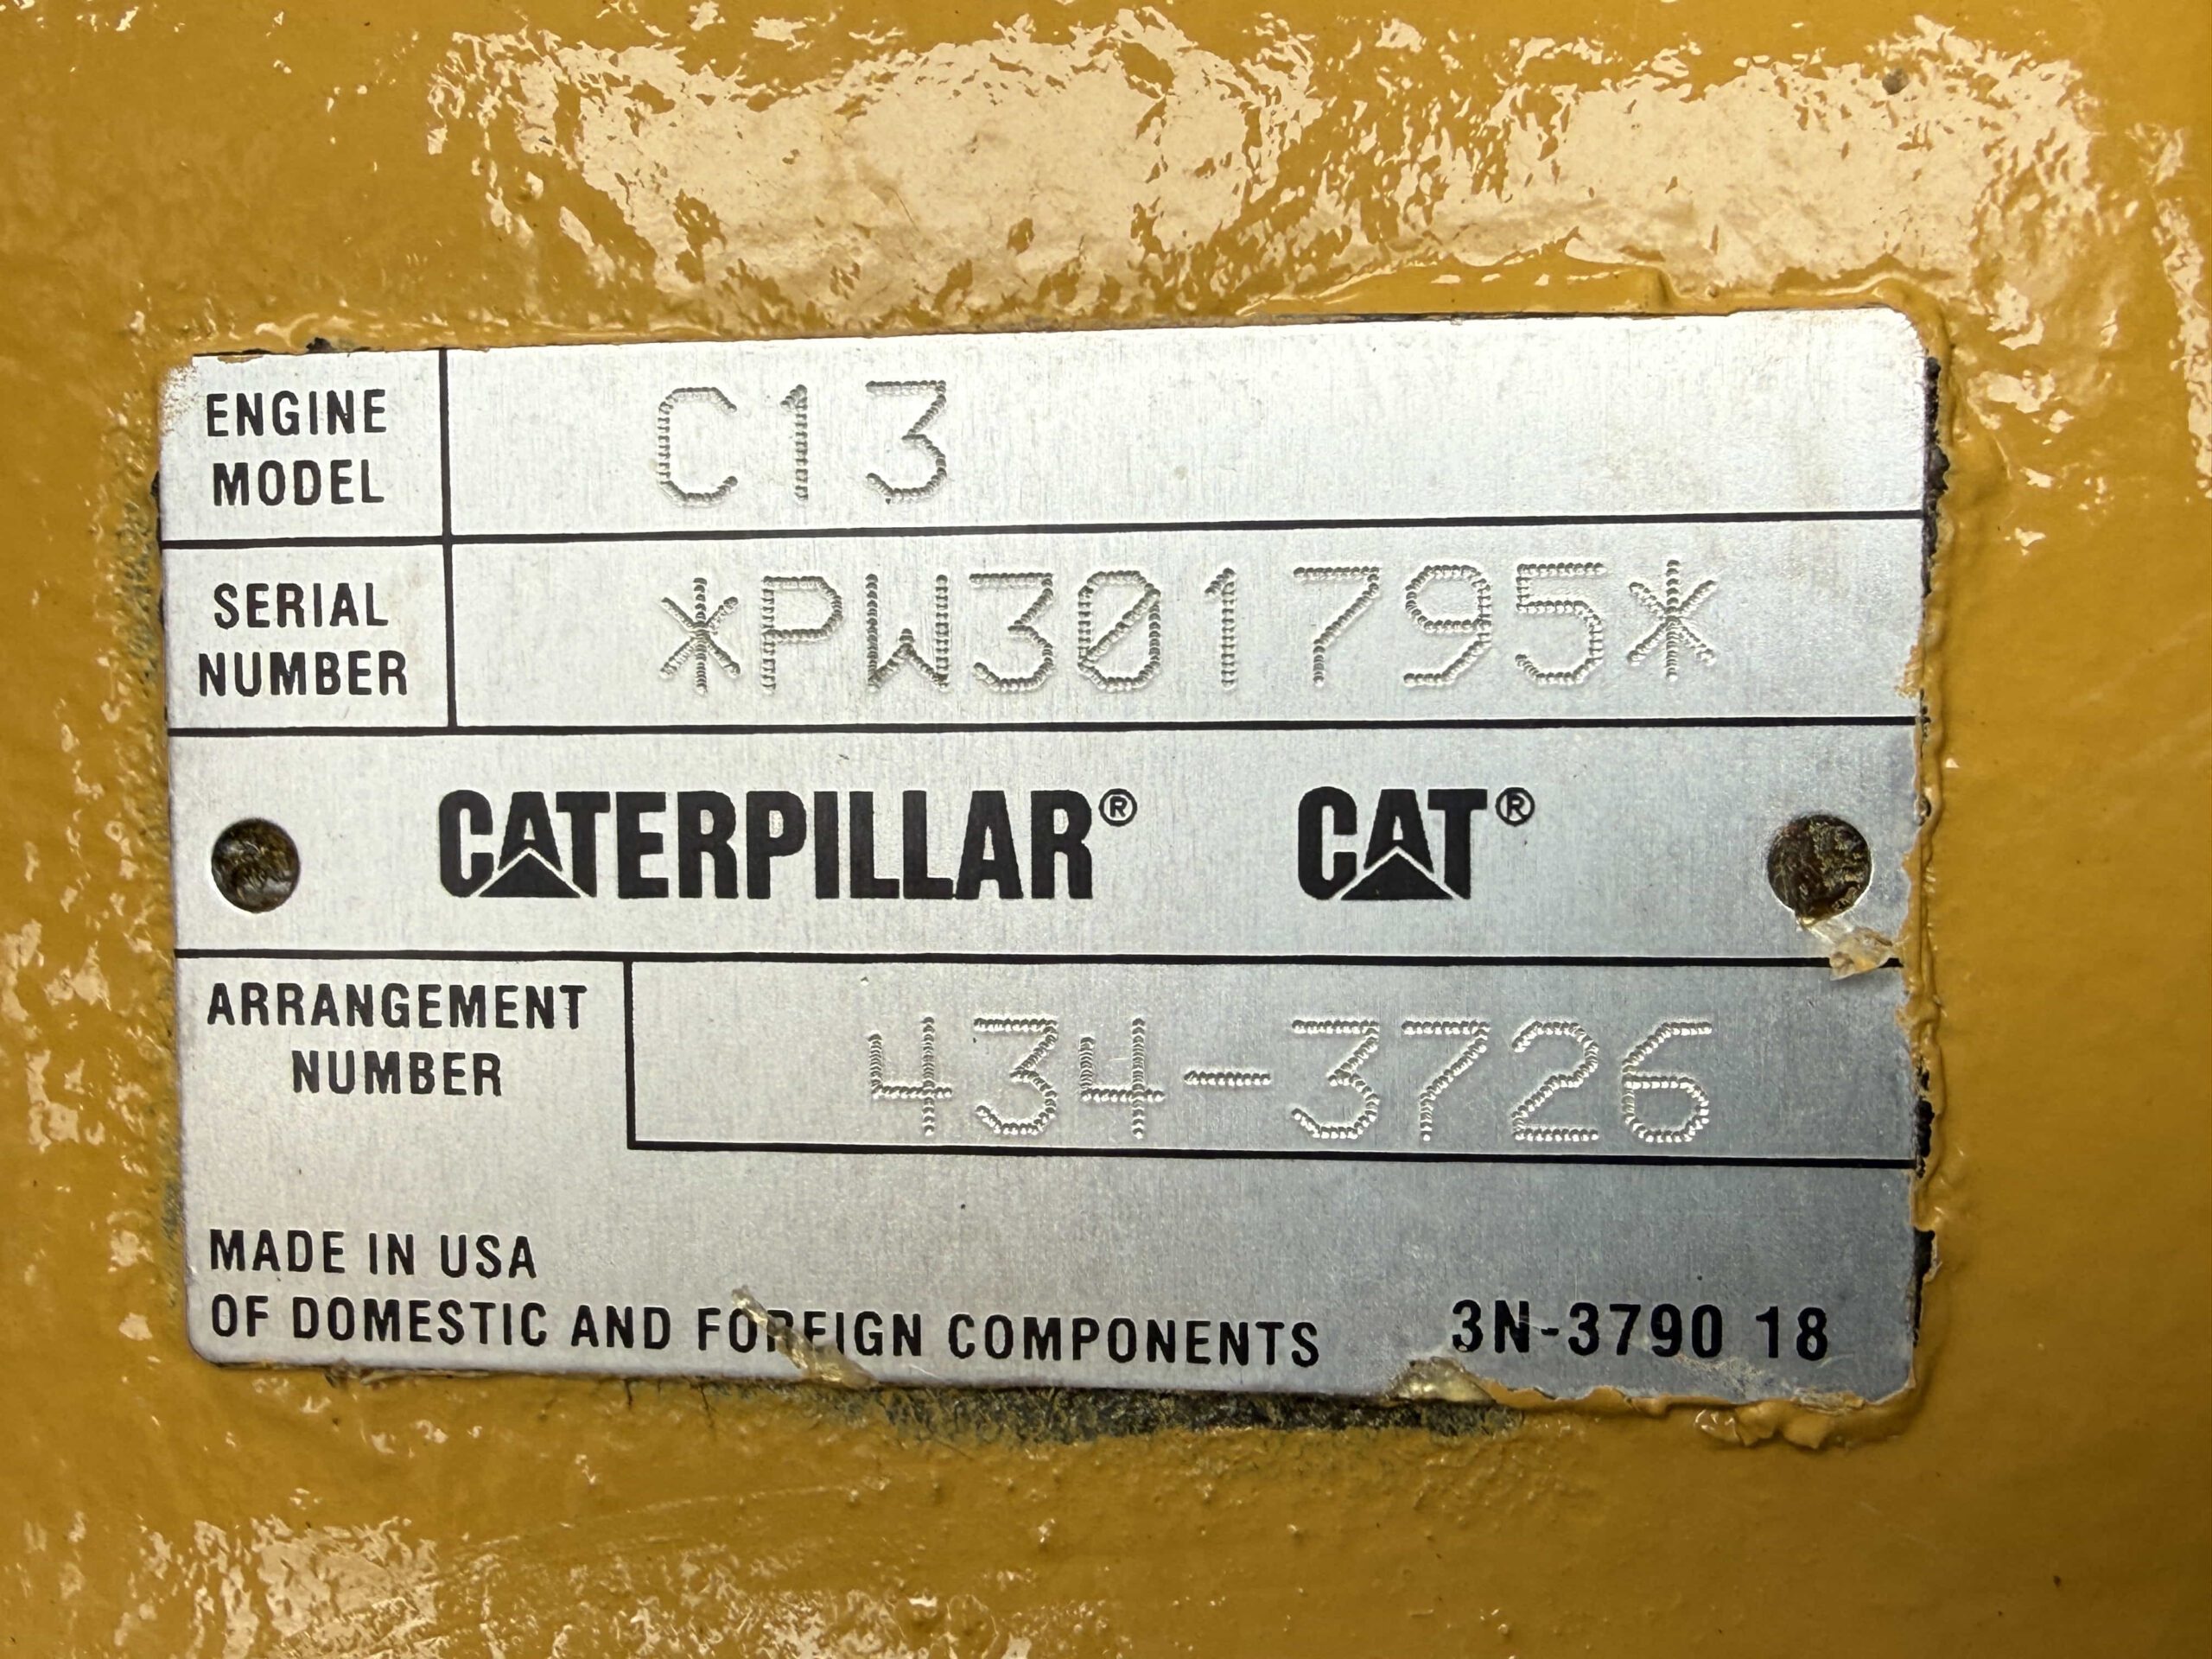 ENGINE MODEL C13
SERIAL NUMBER *PW301795*
CATERPILLAR® CAT®
ARRANGEMENT NUMBER 434-3726
MADE IN USA
OF DOMESTIC AND FOREIGN COMPONENTS 3N-3790 18